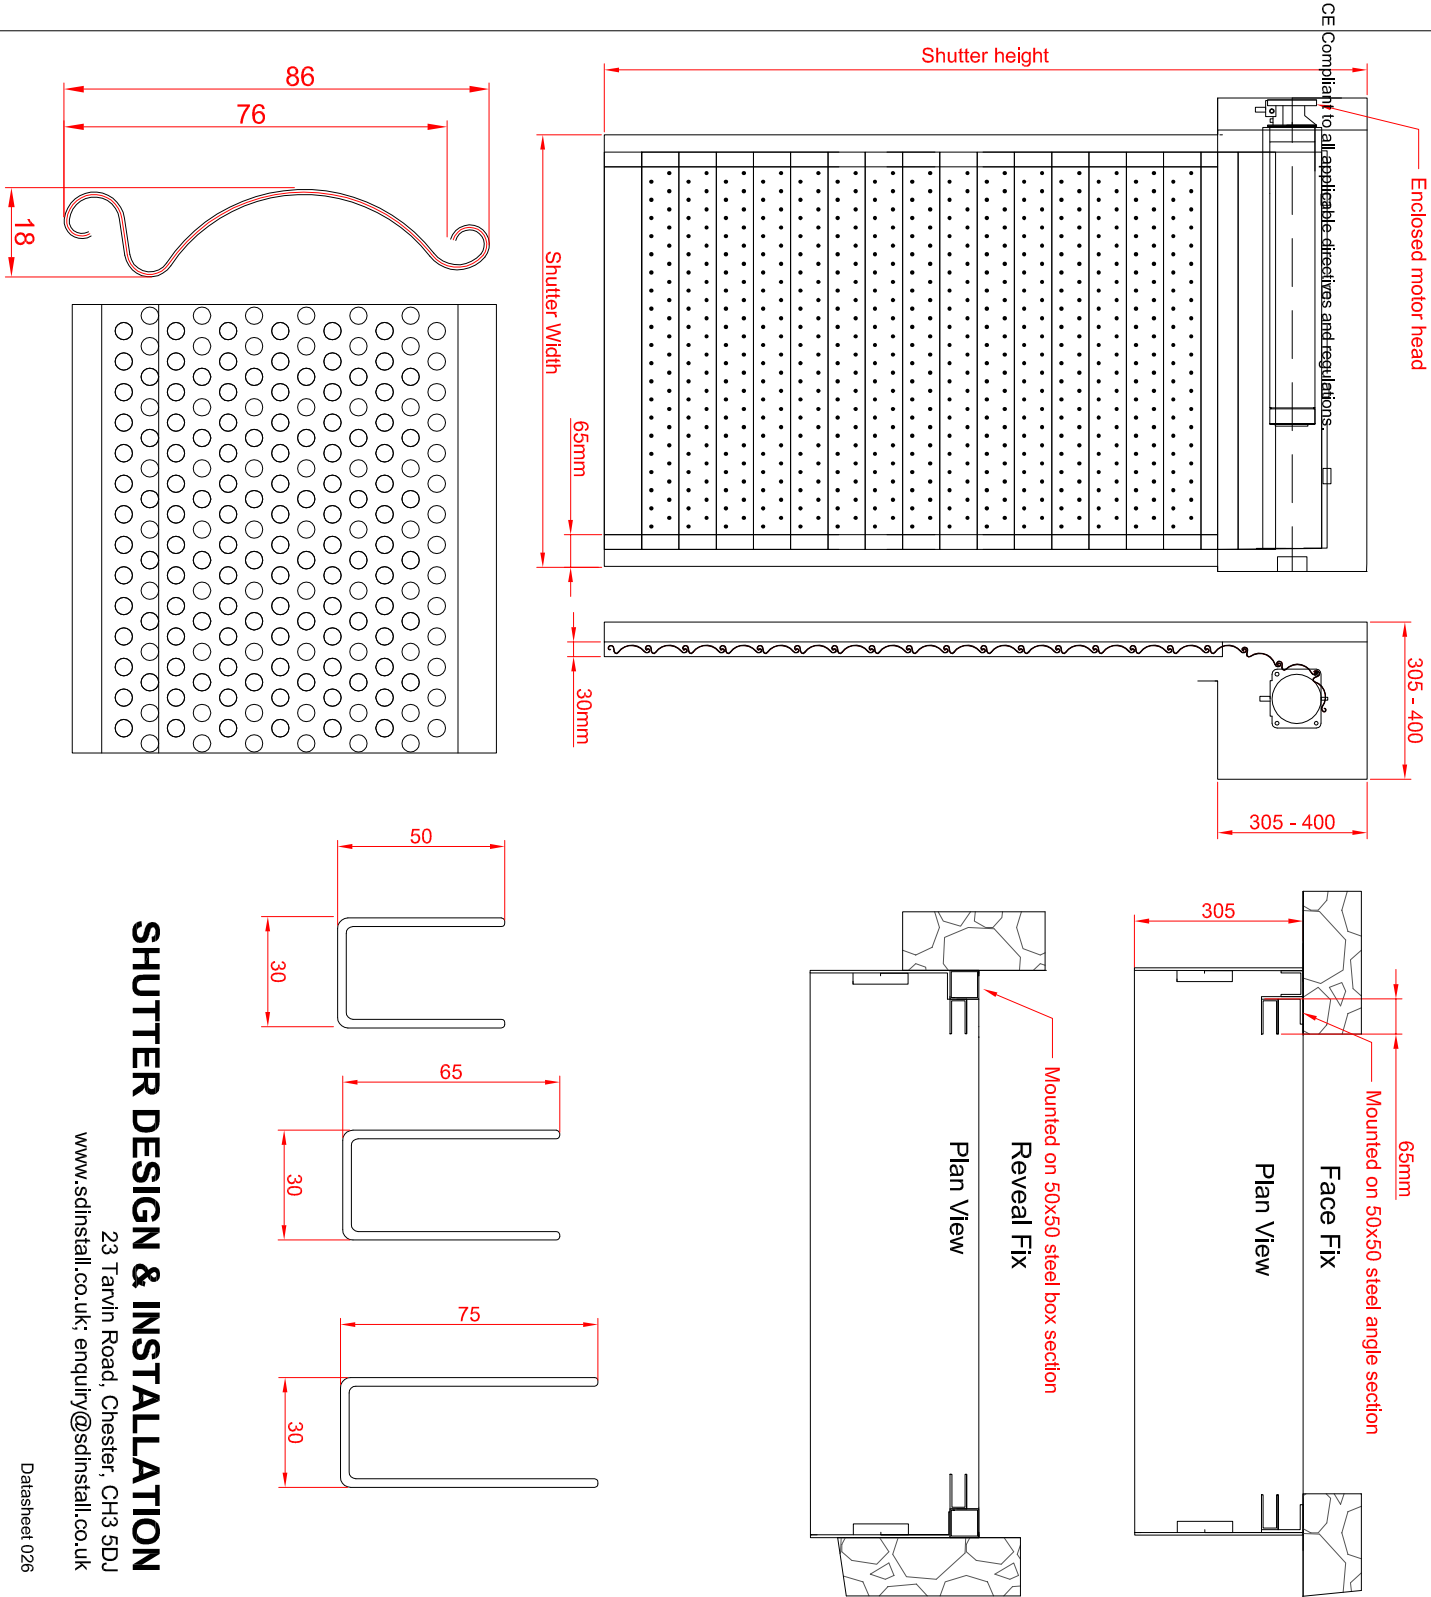 CE Compliant to all applicable directives and regulations.
Enclosed motor head
Shutter height
Shutter Width
65mm
86
76
18
305 - 400
305 - 400
30mm
305
65mm
Mounted on 50x50 steel angle section
Face Fix
Plan View
Mounted on 50x50 steel box section
Reveal Fix
Plan View
50
30
65
30
75
30
SHUTTER DESIGN & INSTALLATION
23 Tarvin Road, Chester, CH3 5DJ
www.sdinstall.co.uk; enquiry@sdinstall.co.uk
Datasheet 026